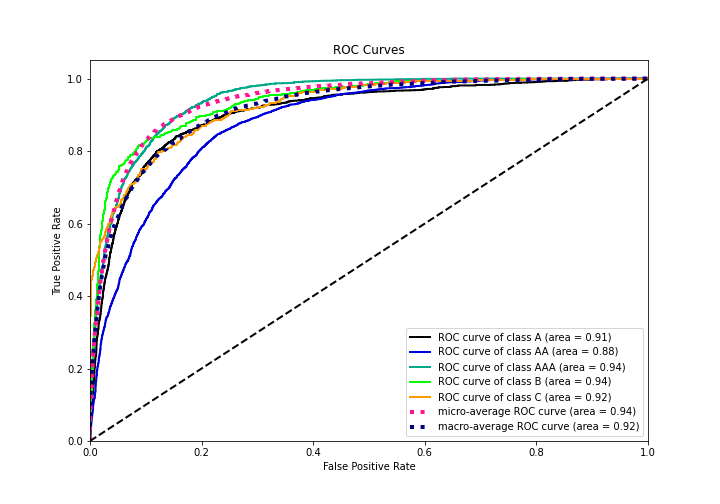 ROC Curves
True Positive Rate
1.0
0.8
0.6
0.4
0.2
0.0
0.0
0.2
0.4
0.6
0.8
1.0
False Positive Rate
ROC curve of class A (area = 0.91)
ROC curve of class AA (area = 0.88)
ROC curve of class AAA (area = 0.94)
ROC curve of class B (area = 0.94)
ROC curve of class C (area = 0.92)
micro-average ROC curve (area = 0.94)
macro-average ROC curve (area = 0.92)